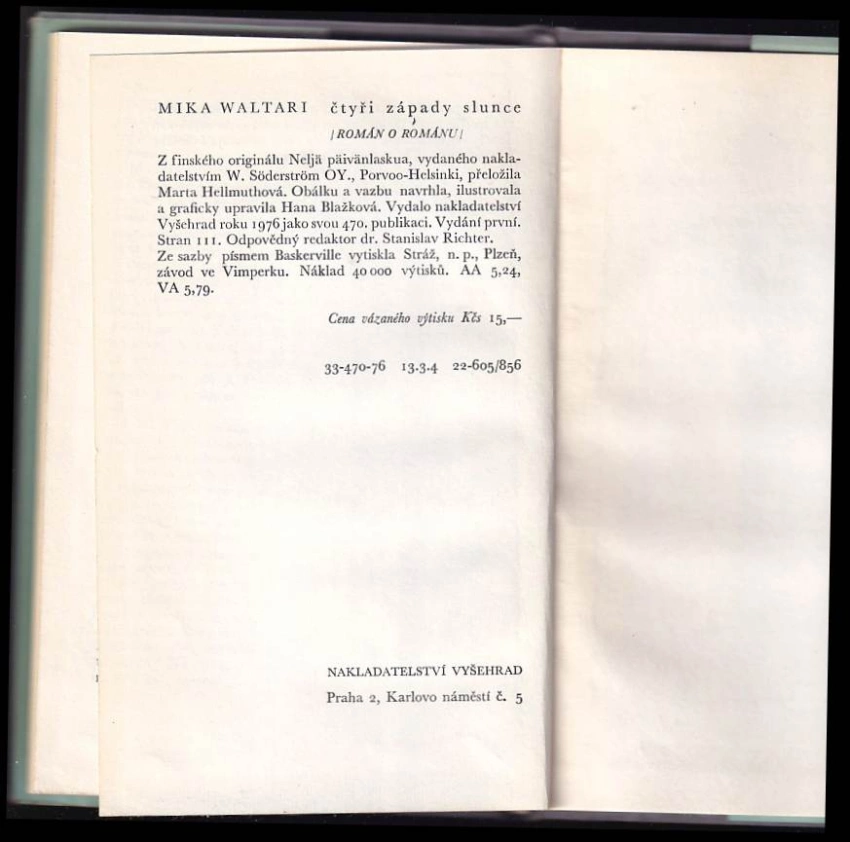 MIKA WALTARI čtyři západy slunce
/ROMÁN O ROMÁNU/
Z finského originálu Neljä päivänlaskua, vydaného nakla-
datelstvím W. Söderström OY., Porvoo-Helsinki, přeložila
Marta Hellmuthová. Obálku a vazbu navrhla, ilustrovala
a graficky upravila Hana Blažková. Vydalo nakladatelství
Vyšehrad roku 1976 jako svou 470. publikaci. Vydání první.
Stran 111. Odpovědný redaktor dr. Stanislav Richter.
Ze sazby písmem Baskerville vytiskla Stráž, n. p., Plzeň,
závod ve Vimperku. Náklad 40 000 výtisků. AA 5,24,
VA 5,79.
Cena vázaného výtisku Kčs 15,—
33-470-76 13.3.4 22-605/856
NAKLADATELSTVÍ VYŠEHRAD
Praha 2, Karlovo náměstí č. 5